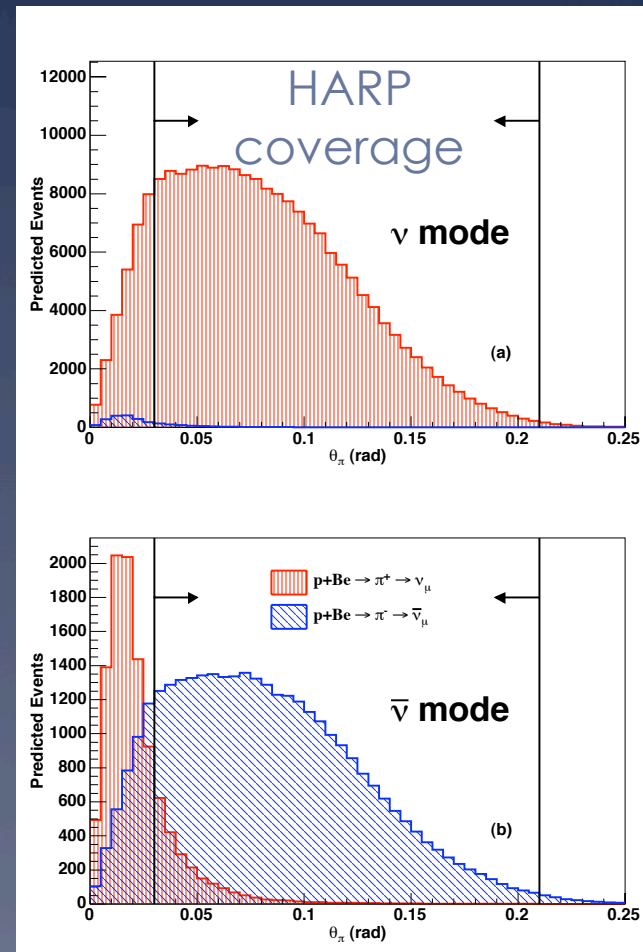 HARP
coverage
12000
10000
8000
6000
4000
2000
0
Predicted Events
ν mode
(a)
0 0.05 0.1 0.15 0.2 0.25
θπ (rad)
2000
1800
1600
1400
1200
1000
800
600
400
200
0
Predicted Events
p+Be → π⁺ → νμ
p+Be → π⁻ → ν̅μ
ν̅ mode
(b)
0 0.05 0.1 0.15 0.2 0.25
θπ (rad)